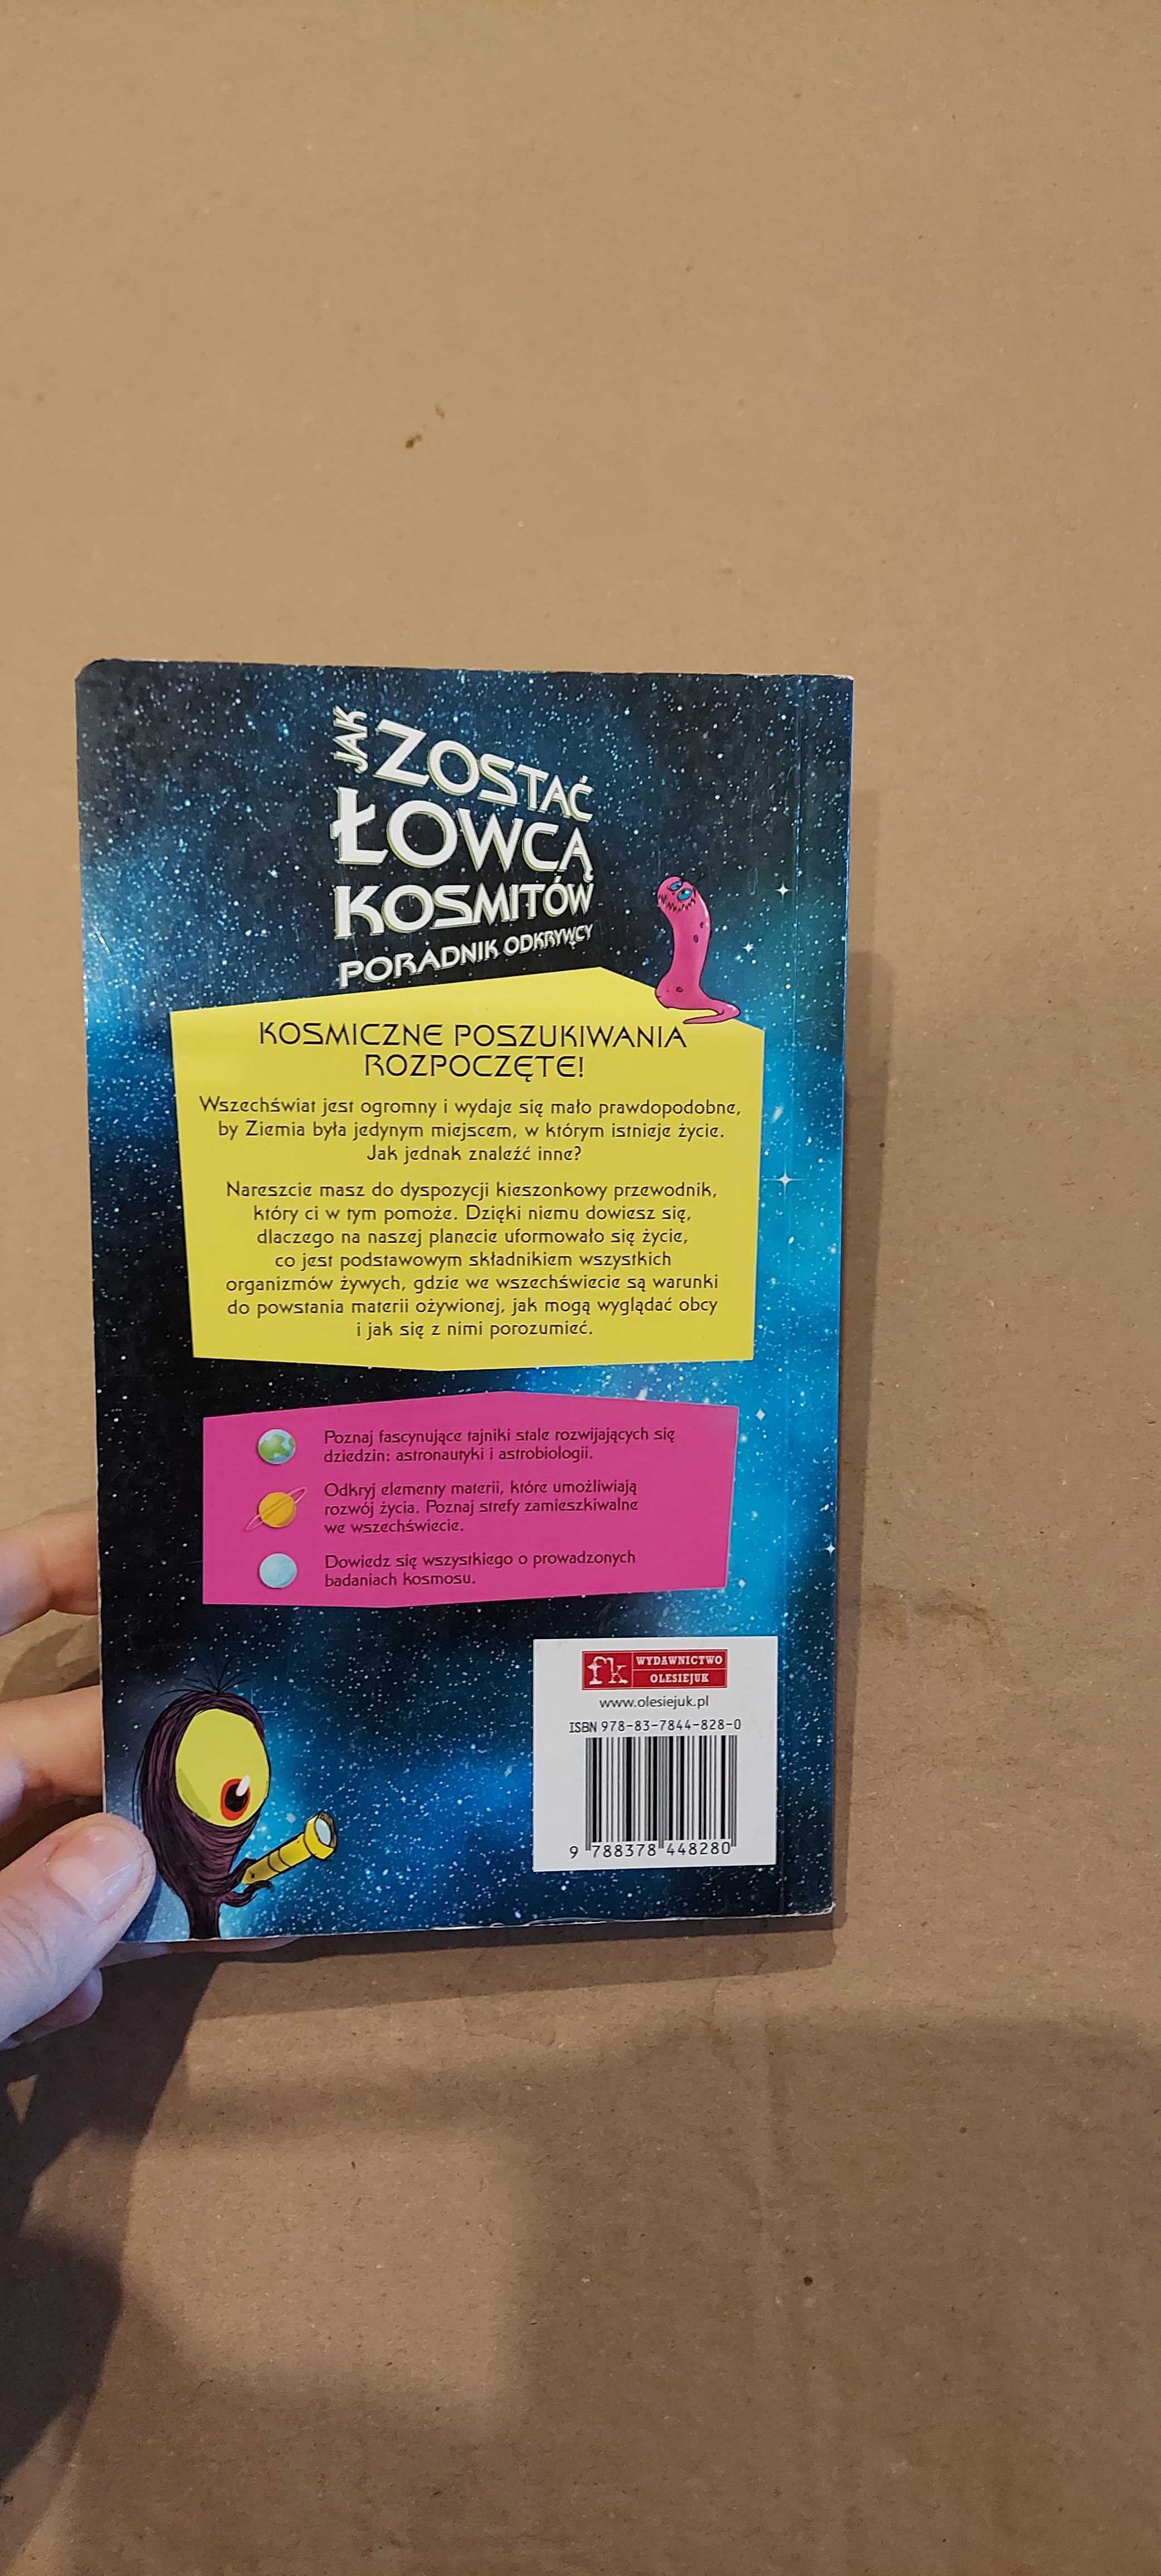 JAK ZOSTAĆ
ŁOWCĄ
KOSMITÓW
PORADNIK ODKRYWCY
KOSMICZNE POSZUKIWANIA
ROZPOCZĘTE!
Wszechświat jest ogromny i wydaje się mało prawdopodobne,
by Ziemia była jedynym miejscem, w którym istnieje życie.
Jak jednak znaleźć inne?
Nareszcie masz do dyspozycji kieszonkowy przewodnik,
który ci w tym pomoże. Dzięki niemu dowiesz się,
dlaczego na naszej planecie uformowało się życie,
co jest podstawowym składnikiem wszystkich
organizmów żywych, gdzie we wszechświecie są warunki
do powstania materii ożywionej, jak mogą wyglądać obcy
i jak się z nimi porozumieć.
Poznaj fascynujące tajniki stale rozwijających się
dziedzin: astronautyki i astrobiologii.
Odkryj elementy materii, które umożliwiają
rozwój życia. Poznaj strefy zamieszkiwalne
we wszechświecie.
Dowiedz się wszystkiego o prowadzonych
badaniach kosmosu.
fk WYDAWNICTWO
OLESIEJUK
www.olesiejuk.pl
ISBN 978-83-7844-828-0
9 788378 448280